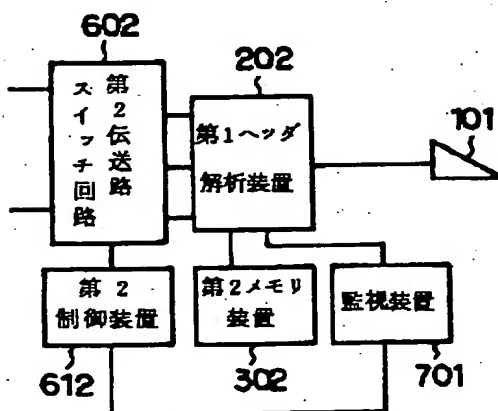 602
第2伝送路
スイッチ回路
202
第1ヘッダ
解析装置
101
第2
制御装置
612
第2メモリ
装置
302
監視装置
701